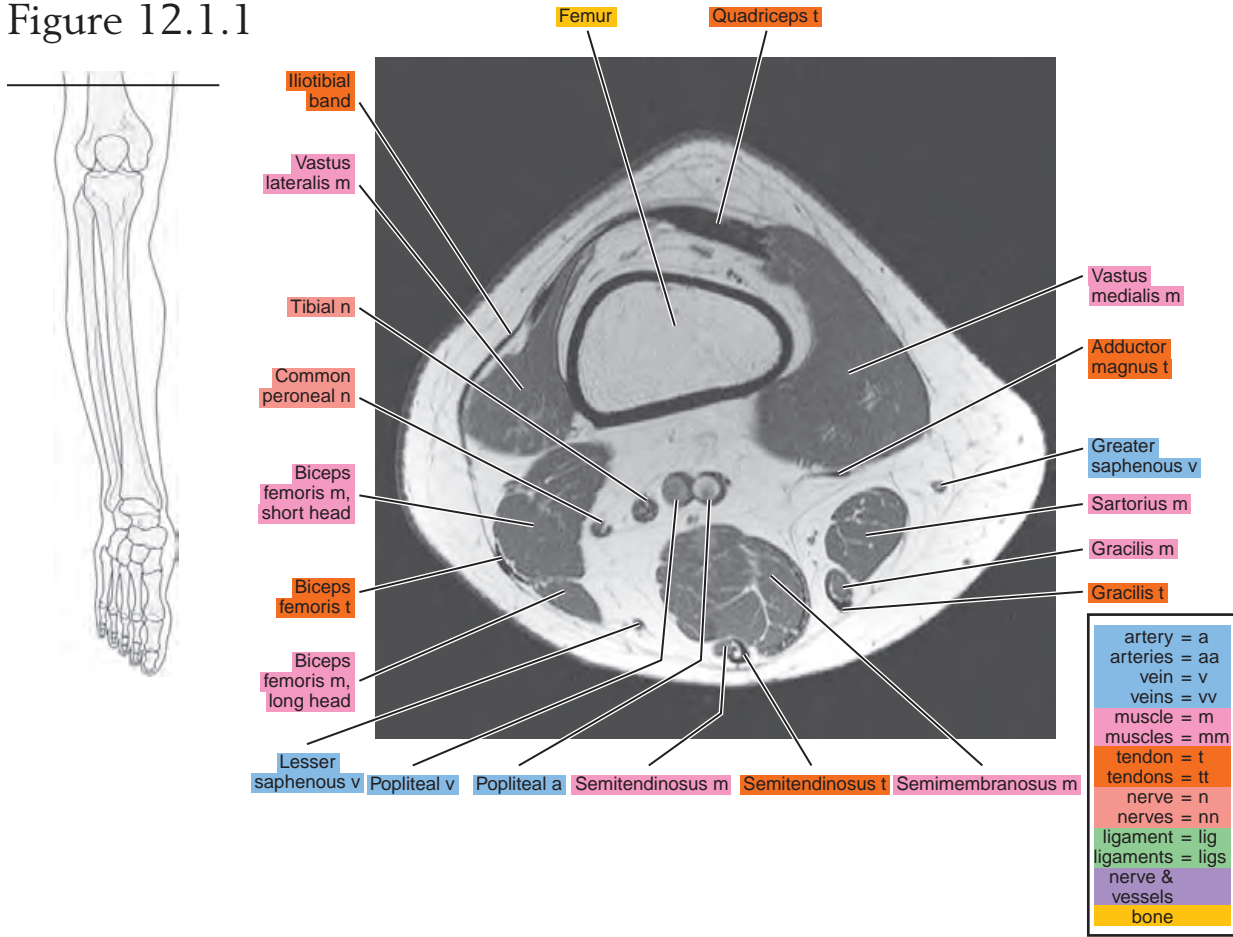 Figure 12.1.1
Femur
Quadriceps t
Iliotibial
band
Vastus
lateralis m
Tibial n
Common
peroneal n
Biceps
femoris m,
short head
Biceps
femoris t
Biceps
femoris m,
long head
Lesser
saphenous v
Popliteal v
Popliteal a
Semitendinosus m
Semitendinosus t
Semimembranosus m
Vastus
medialis m
Adductor
magnus t
Greater
saphenous v
Sartorius m
Gracilis m
Gracilis t
artery = a
arteries = aa
vein = v
veins = vv
muscle = m
muscles = mm
tendon = t
tendons = tt
nerve = n
nerves = nn
ligament = lig
ligaments = ligs
nerve &
vessels
bone